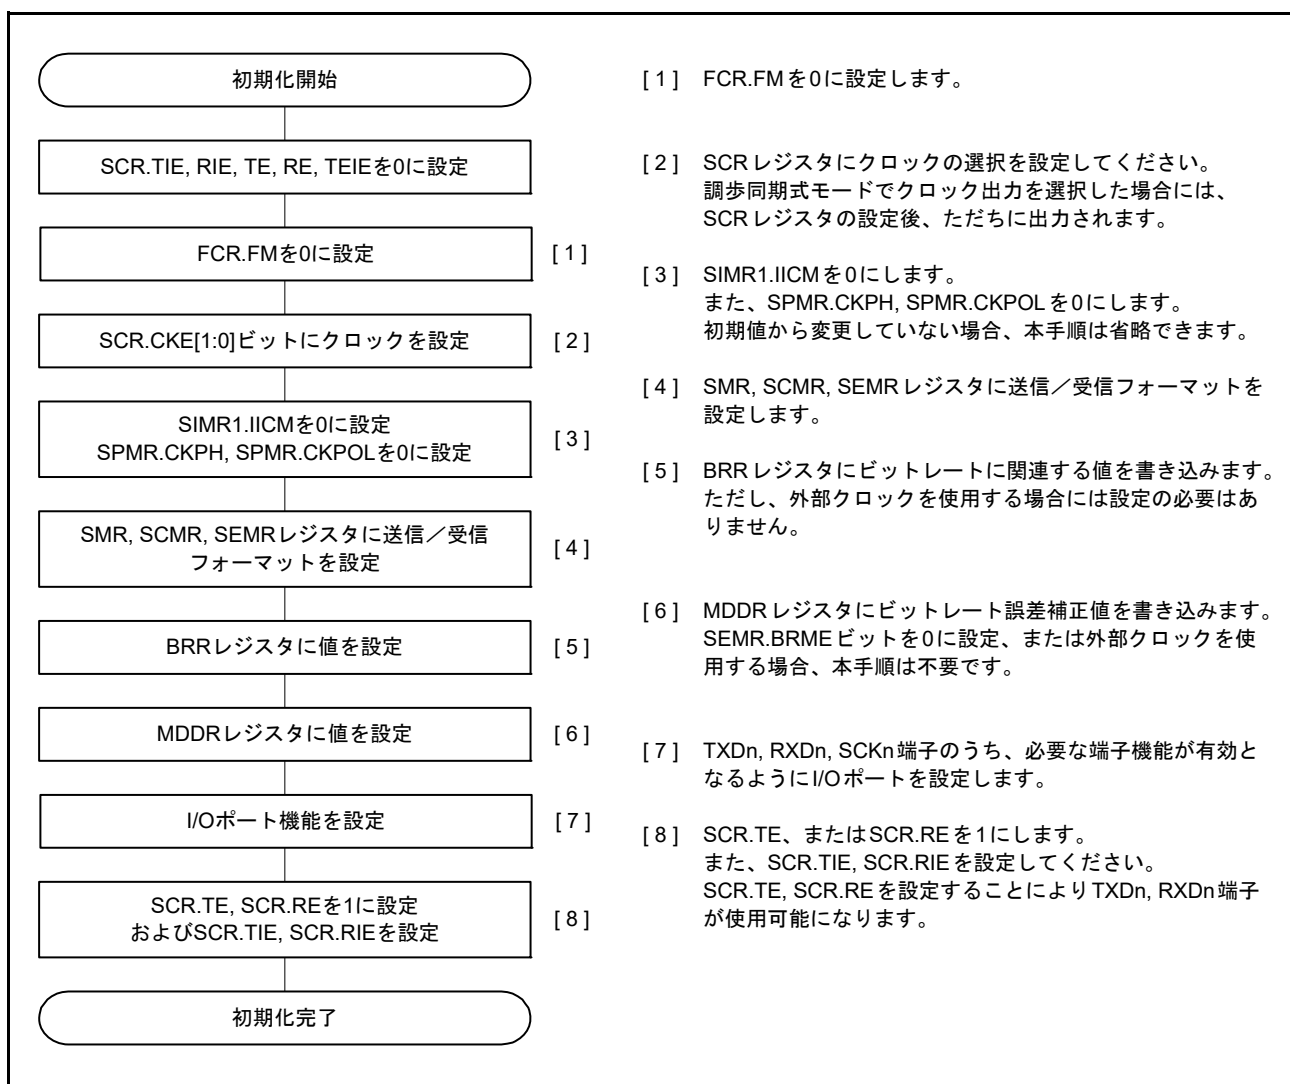 初期化開始
SCR.TIE, RIE, TE, RE, TEIEを0に設定
FCR.FMを0に設定
[ 1 ]
SCR.CKE[1:0]ビットにクロックを設定
[ 2 ]
SIMR1.IICMを0に設定
SPMR.CKPH, SPMR.CKPOLを0に設定
[ 3 ]
SMR, SCMR, SEMRレジスタに送信／受信
フォーマットを設定
[ 4 ]
BRRレジスタに値を設定
[ 5 ]
MDDRレジスタに値を設定
[ 6 ]
I/Oポート機能を設定
[ 7 ]
SCR.TE, SCR.REを1に設定
およびSCR.TIE, SCR.RIEを設定
[ 8 ]
初期化完了
[ 1 ] FCR.FMを0に設定します。
[ 2 ] SCRレジスタにクロックの選択を設定してください。
調歩同期式モードでクロック出力を選択した場合には、
SCRレジスタの設定後、ただちに出力されます。
[ 3 ] SIMR1.IICMを0にします。
また、SPMR.CKPH, SPMR.CKPOLを0にします。
初期値から変更していない場合、本手順は省略できます。
[ 4 ] SMR, SCMR, SEMRレジスタに送信／受信フォーマットを
設定します。
[ 5 ] BRRレジスタにビットレートに関連する値を書き込みます。
ただし、外部クロックを使用する場合には設定の必要はあ
りません。
[ 6 ] MDDRレジスタにビットレート誤差補正値を書き込みます。
SEMR.BRMEビットを0に設定、または外部クロックを使
用する場合、本手順は不要です。
[ 7 ] TXDn, RXDn, SCKn端子のうち、必要な端子機能が有効と
なるようにI/Oポートを設定します。
[ 8 ] SCR.TE、またはSCR.REを1にします。
また、SCR.TIE, SCR.RIEを設定してください。
SCR.TE, SCR.REを設定することによりTXDn, RXDn端子
が使用可能になります。